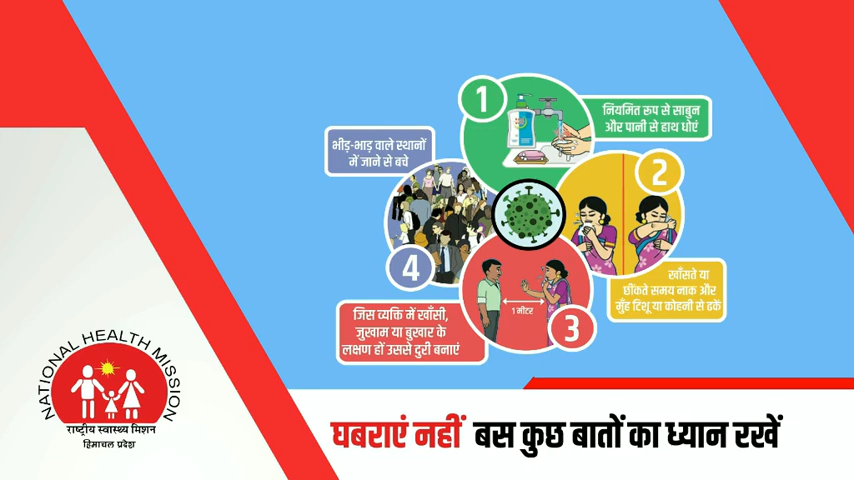 1
नियमित रूप से साबुन
और पानी से हाथ धोएं
2
खाँसते या
छींकते समय नाक और
मुँह टिशू या कोहनी से ढकें
1 मीटर
3
जिस व्यक्ति में खाँसी,
जुखाम या बुखार के
लक्षण हों उससे दुरी बनाएं
4
भीड़-भाड़ वाले स्थानों
में जाने से बचे
NATIONAL HEALTH MISSION
राष्ट्रीय स्वास्थ्य मिशन
हिमाचल प्रदेश
घबराएं नहीं बस कुछ बातों का ध्यान रखें